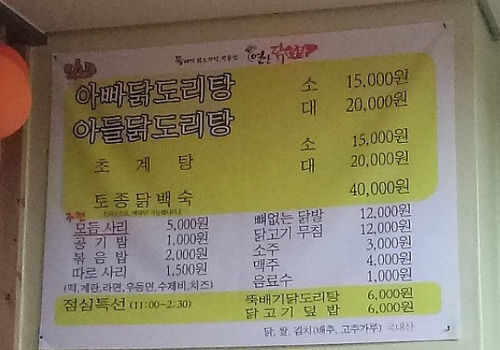 아빠닭도리탕 소 15,000원
대 20,000원
아들닭도리탕
소 15,000원
초계탕 대 20,000원
토종닭백숙 40,000원
주문
모듬 사리 5,000원
공기밥 1,000원
볶음밥 2,000원
따로 사리 1,500원
(떡,계란,라면,우동면,수제비,치즈)
뼈없는 닭발 12,000원
닭고기 무침 12,000원
소주 3,000원
맥주 4,000원
음료수 1,000원
점심특선 (11:00~2:30)
뚝배기닭도리탕 6,000원
닭고기덮밥 6,000원
닭, 쌀, 김치(배추, 고추가루) 국내산